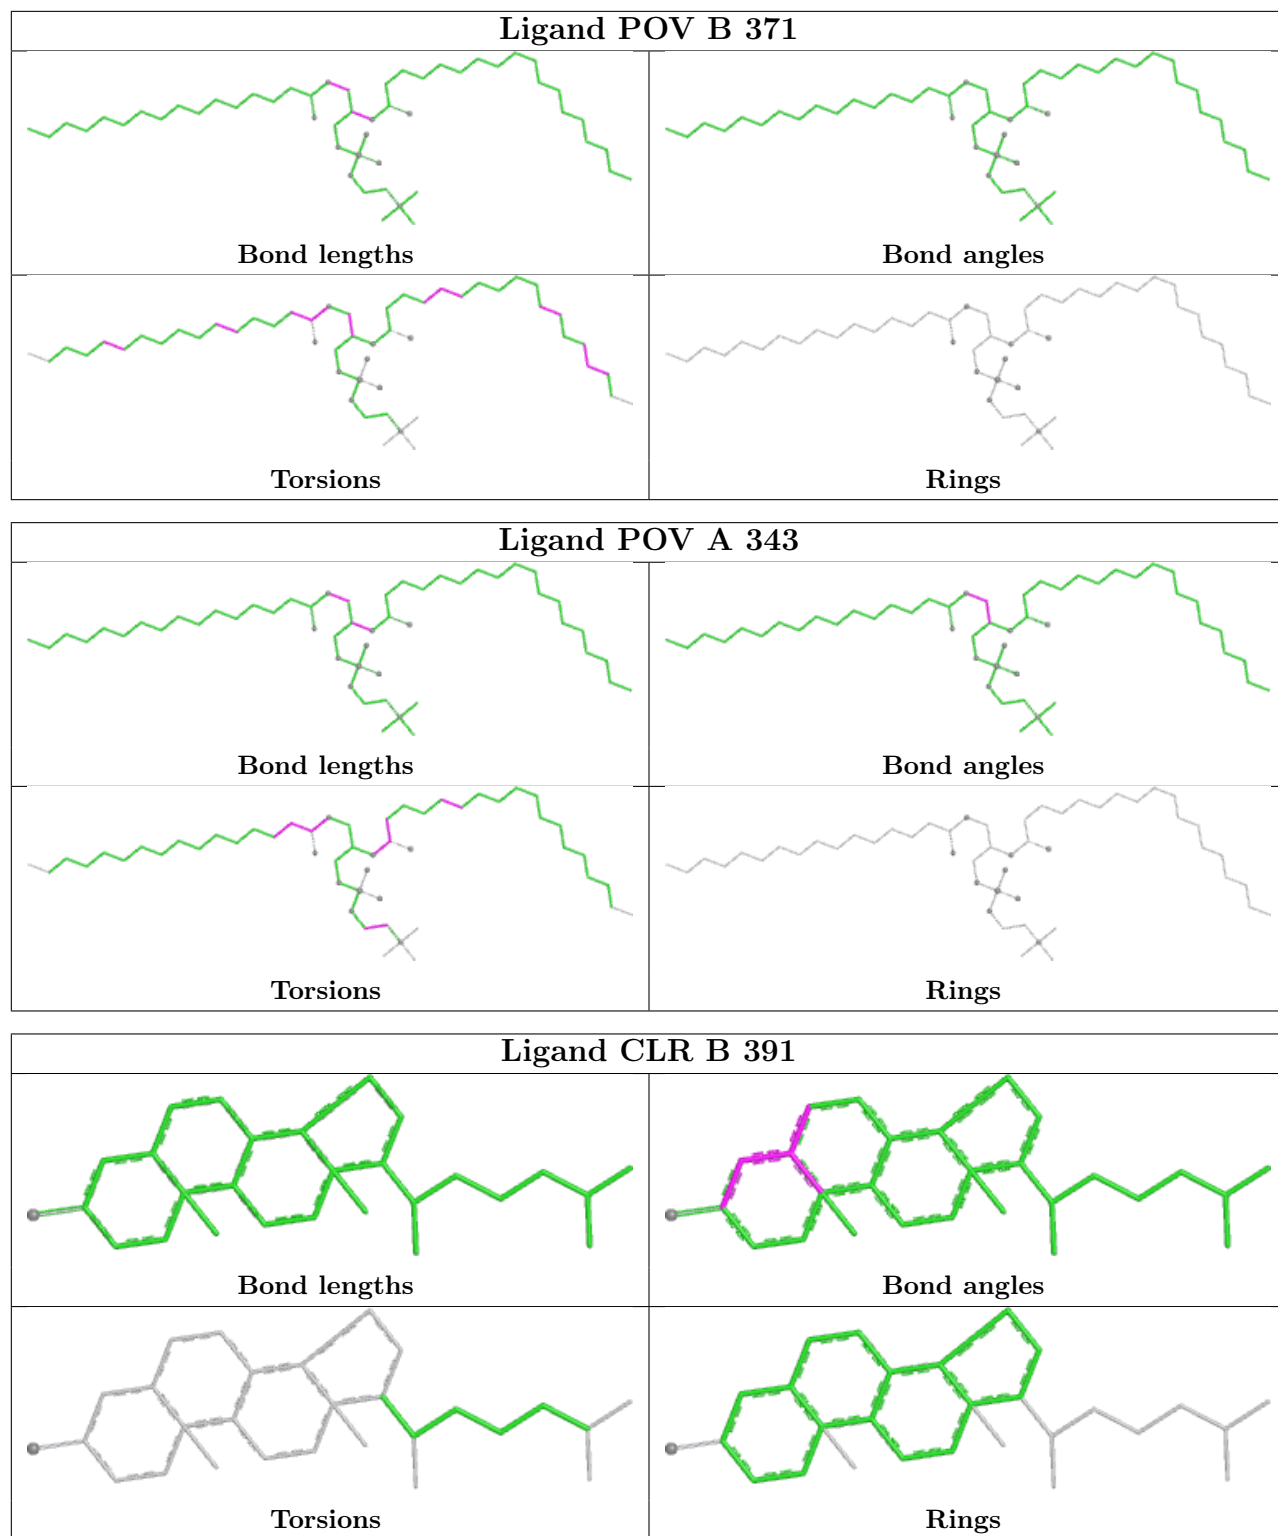 Ligand POV B 371
Bond lengths
Bond angles
Torsions
Rings
Ligand POV A 343
Bond lengths
Bond angles
Torsions
Rings
Ligand CLR B 391
Bond lengths
Bond angles
Torsions
Rings